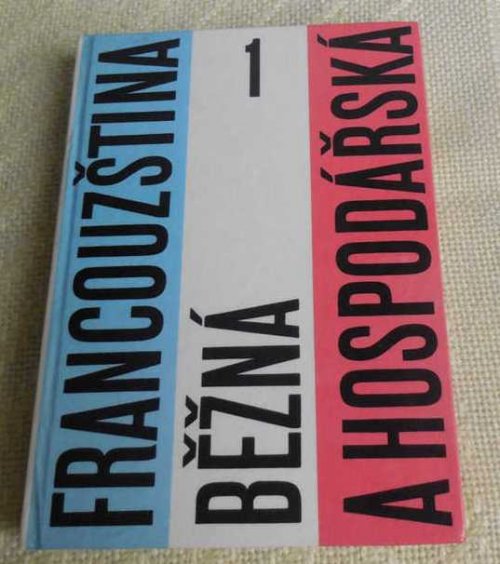 FRANCOUZŠTINA
BĚŽNÁ
1
A HOSPODÁŘSKÁ